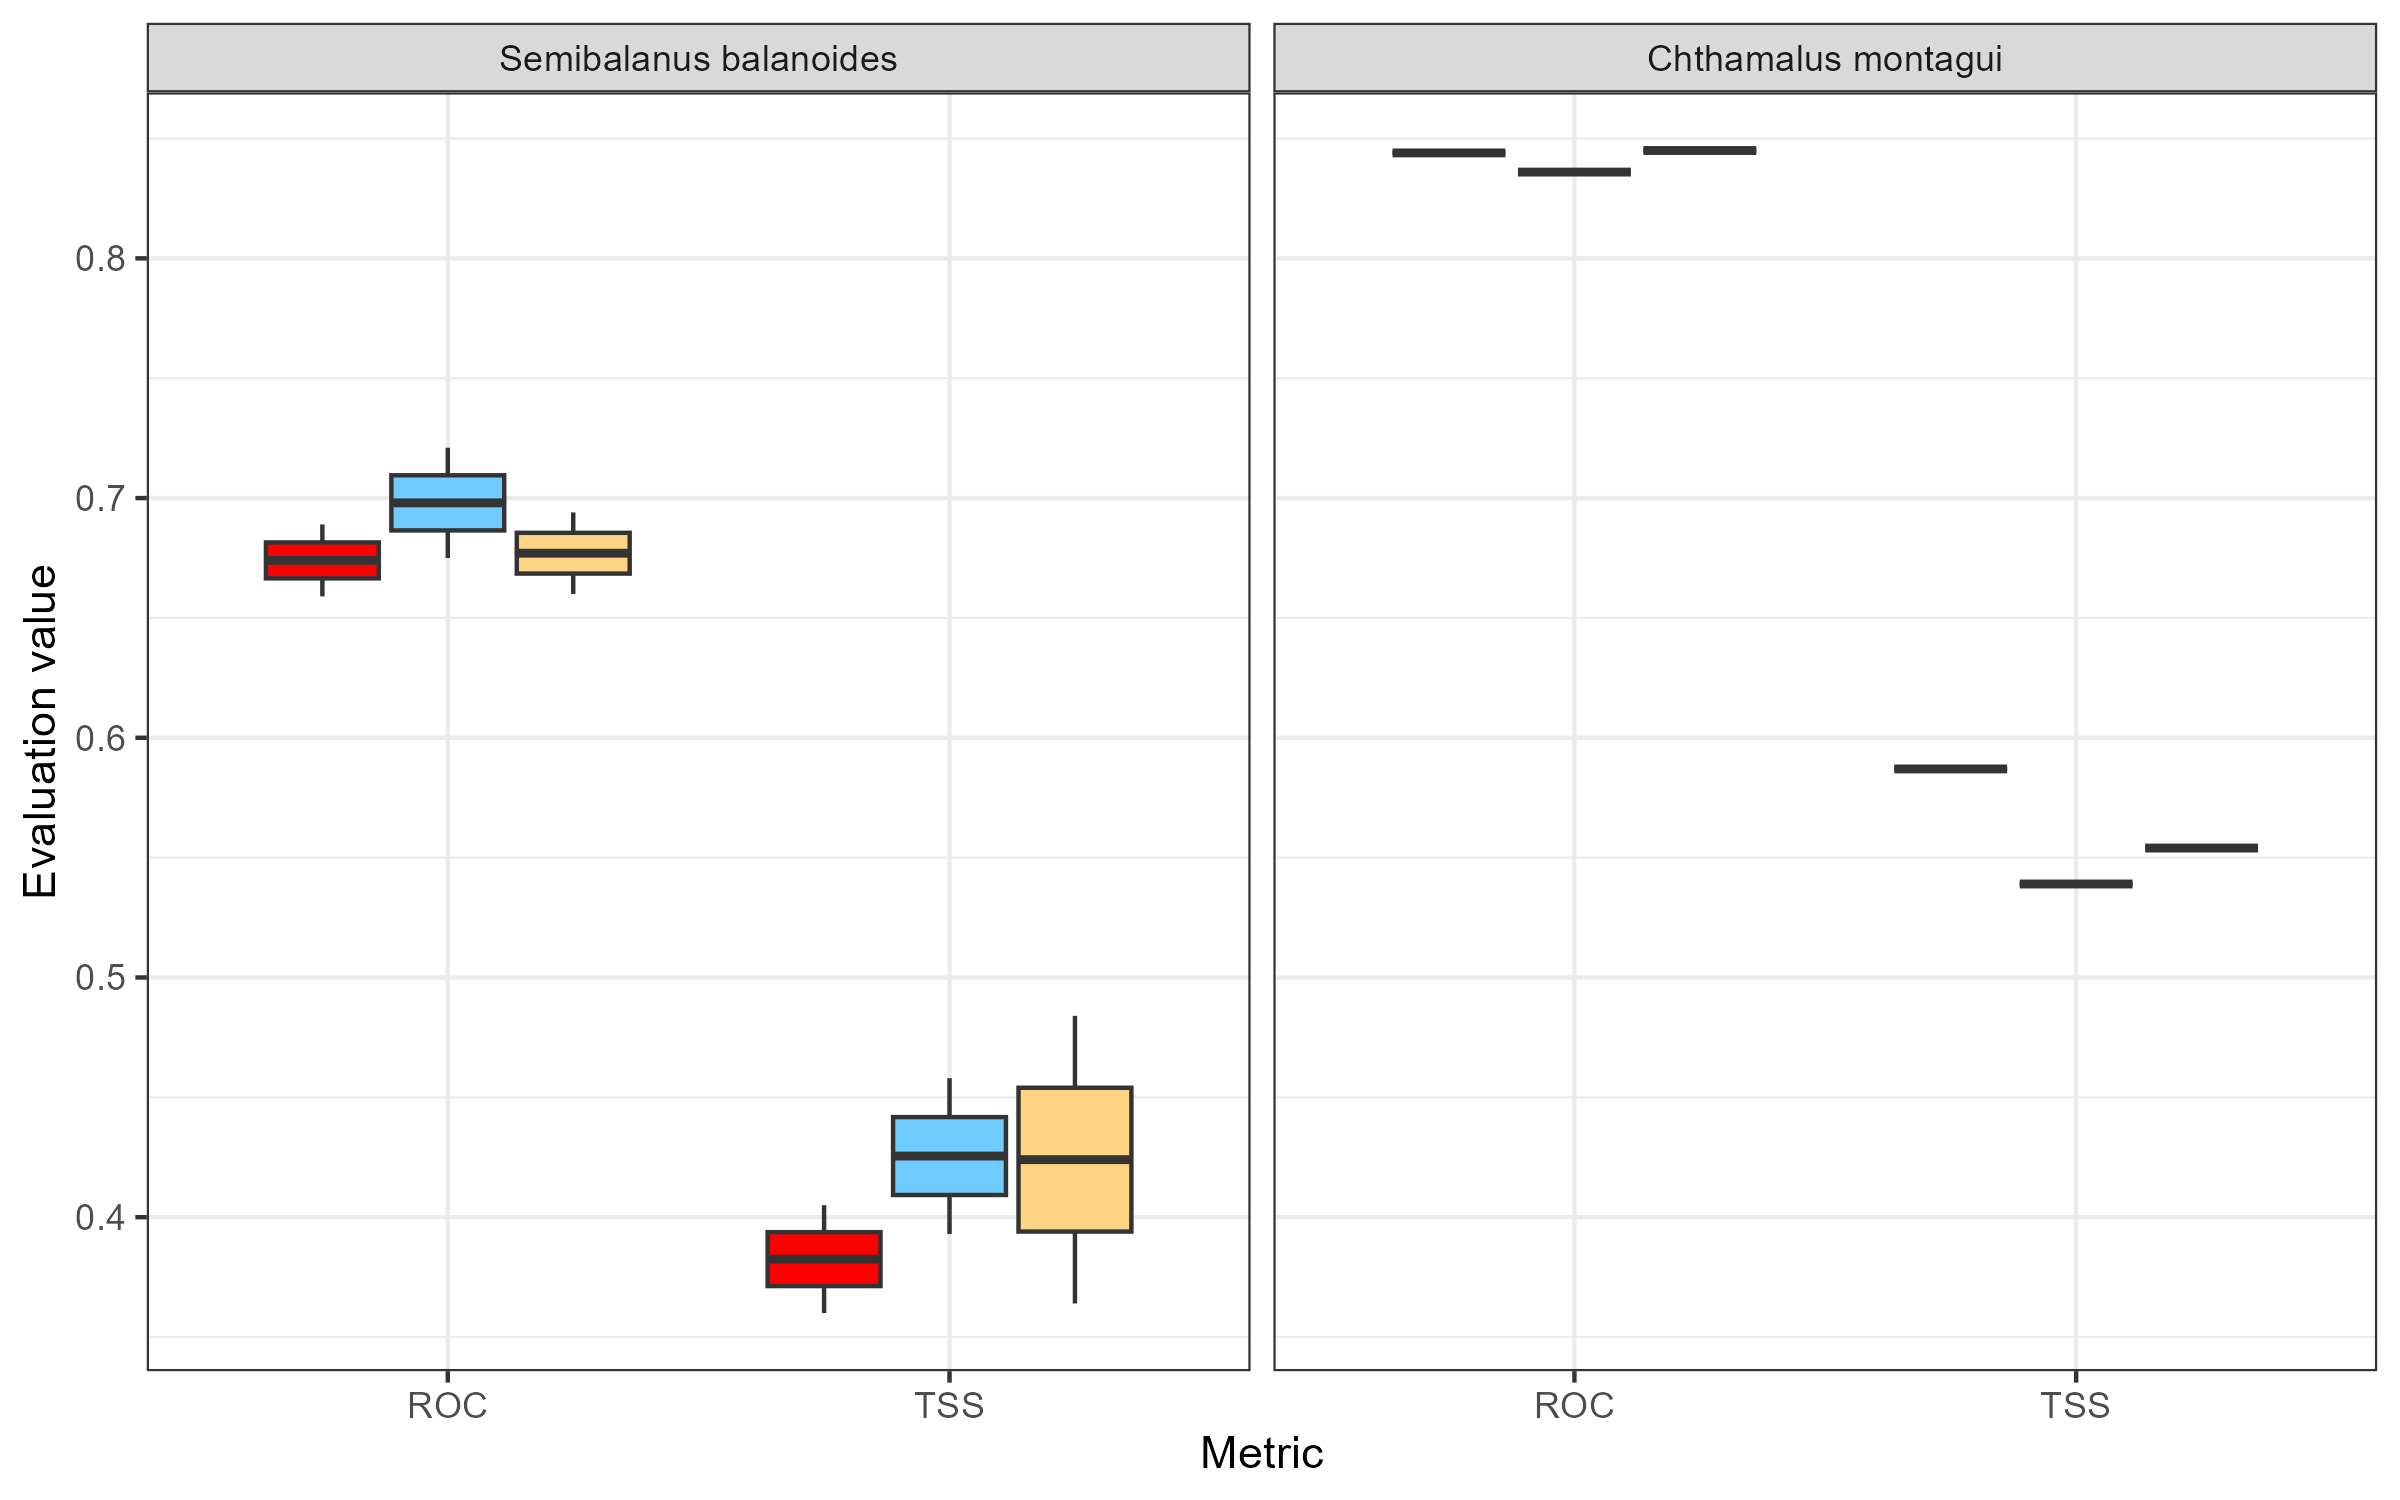 Semibalanus balanoides
Chthamalus montagui
Evaluation value
0.8
0.7
0.6
0.5
0.4
ROC
TSS
ROC
TSS
Metric